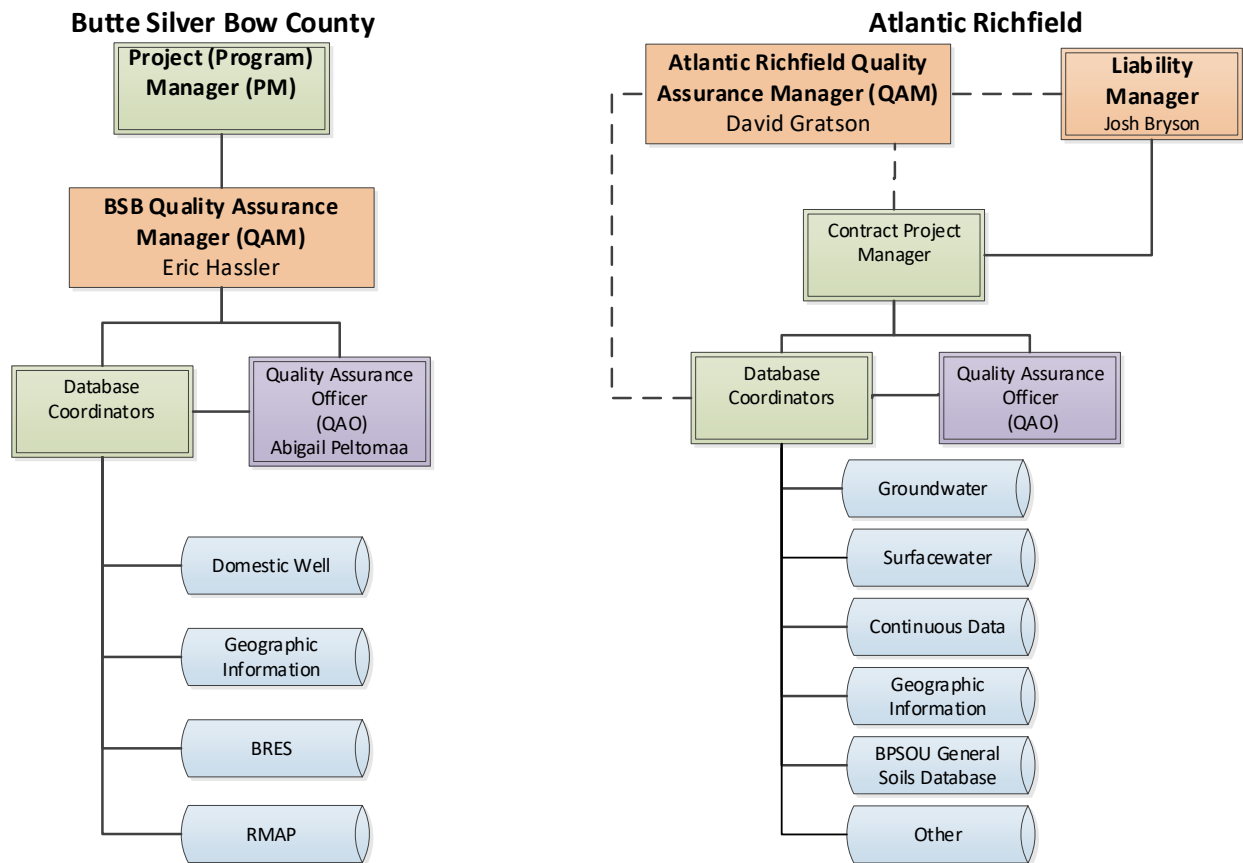 Butte Silver Bow County
Project (Program)
Manager (PM)
BSB Quality Assurance
Manager (QAM)
Eric Hassler
Database
Coordinators
Quality Assurance
Officer
(QAO)
Abigail Peltomaa
Domestic Well
Geographic
Information
BRES
RMAP
Atlantic Richfield
Atlantic Richfield Quality
Assurance Manager (QAM)
David Gratson
Liability
Manager
Josh Bryson
Contract Project
Manager
Database
Coordinators
Quality Assurance
Officer
(QAO)
Groundwater
Surfacewater
Continuous Data
Geographic
Information
BPSOU General
Soils Database
Other